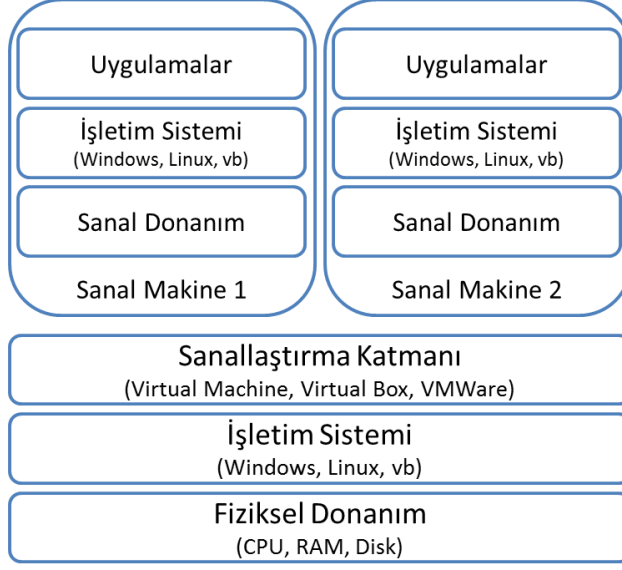 Uygulamalar
İşletim Sistemi
(Windows, Linux, vb)
Sanal Donanım
Sanal Makine 1
Uygulamalar
İşletim Sistemi
(Windows, Linux, vb)
Sanal Donanım
Sanal Makine 2
Sanallaştırma Katmanı
(Virtual Machine, Virtual Box, VMWare)
İşletim Sistemi
(Windows, Linux, vb)
Fiziksel Donanım
(CPU, RAM, Disk)